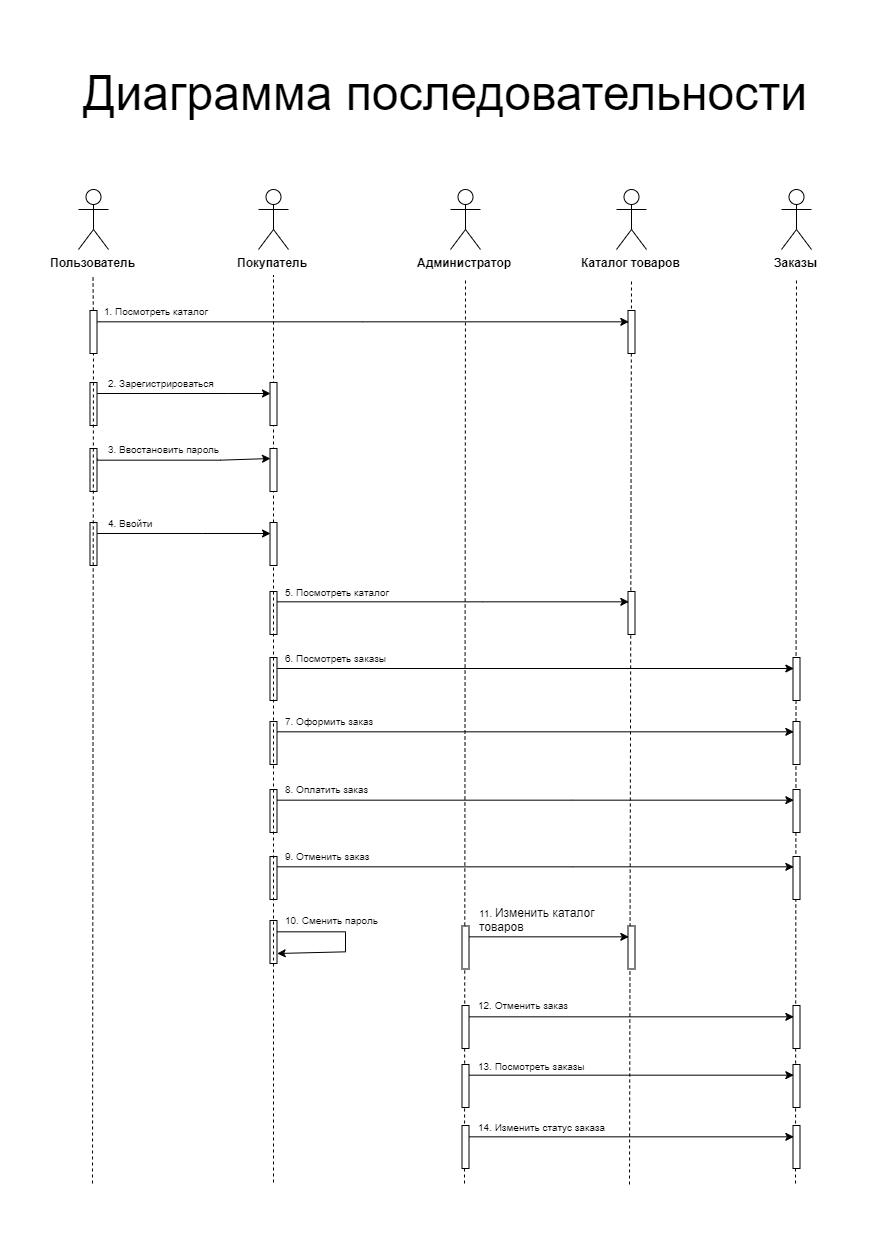 Диаграмма последовательности
Пользователь
Покупатель
Администратор
Каталог товаров
Заказы
1. Посмотреть каталог
2. Зарегистрироваться
3. Ввостановить пароль
4. Ввойти
5. Посмотреть каталог
6. Посмотреть заказы
7. Оформить заказ
8. Оплатить заказ
9. Отменить заказ
10. Сменить пароль
11. Изменить каталог
товаров
12. Отменить заказ
13. Посмотреть заказы
14. Изменить статус заказа